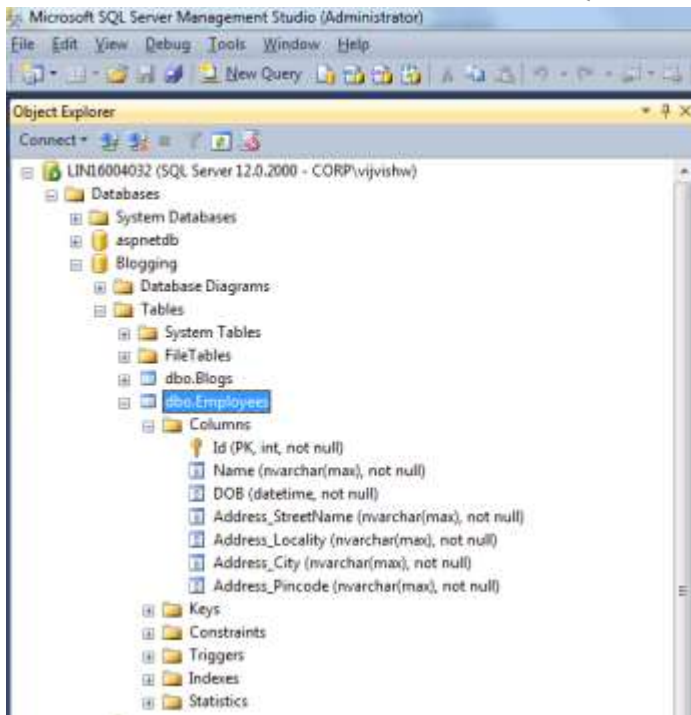 Microsoft SQL Server Management Studio (Administrator)
File Edit View Debug Tools Window Help
New Query
Object Explorer
Connect
LIN16004032 (SQL Server 12.0.2000 - CORP\vijvishw)
Databases
System Databases
aspnetdb
Blogging
Database Diagrams
Tables
System Tables
FileTables
dbo.Blogs
dbo.Employees
Columns
Id (PK, int, not null)
Name (nvarchar(max), not null)
DOB (datetime, not null)
Address_StreetName (nvarchar(max), not null)
Address_Locality (nvarchar(max), not null)
Address_City (nvarchar(max), not null)
Address_Pincode (nvarchar(max), not null)
Keys
Constraints
Triggers
Indexes
Statistics